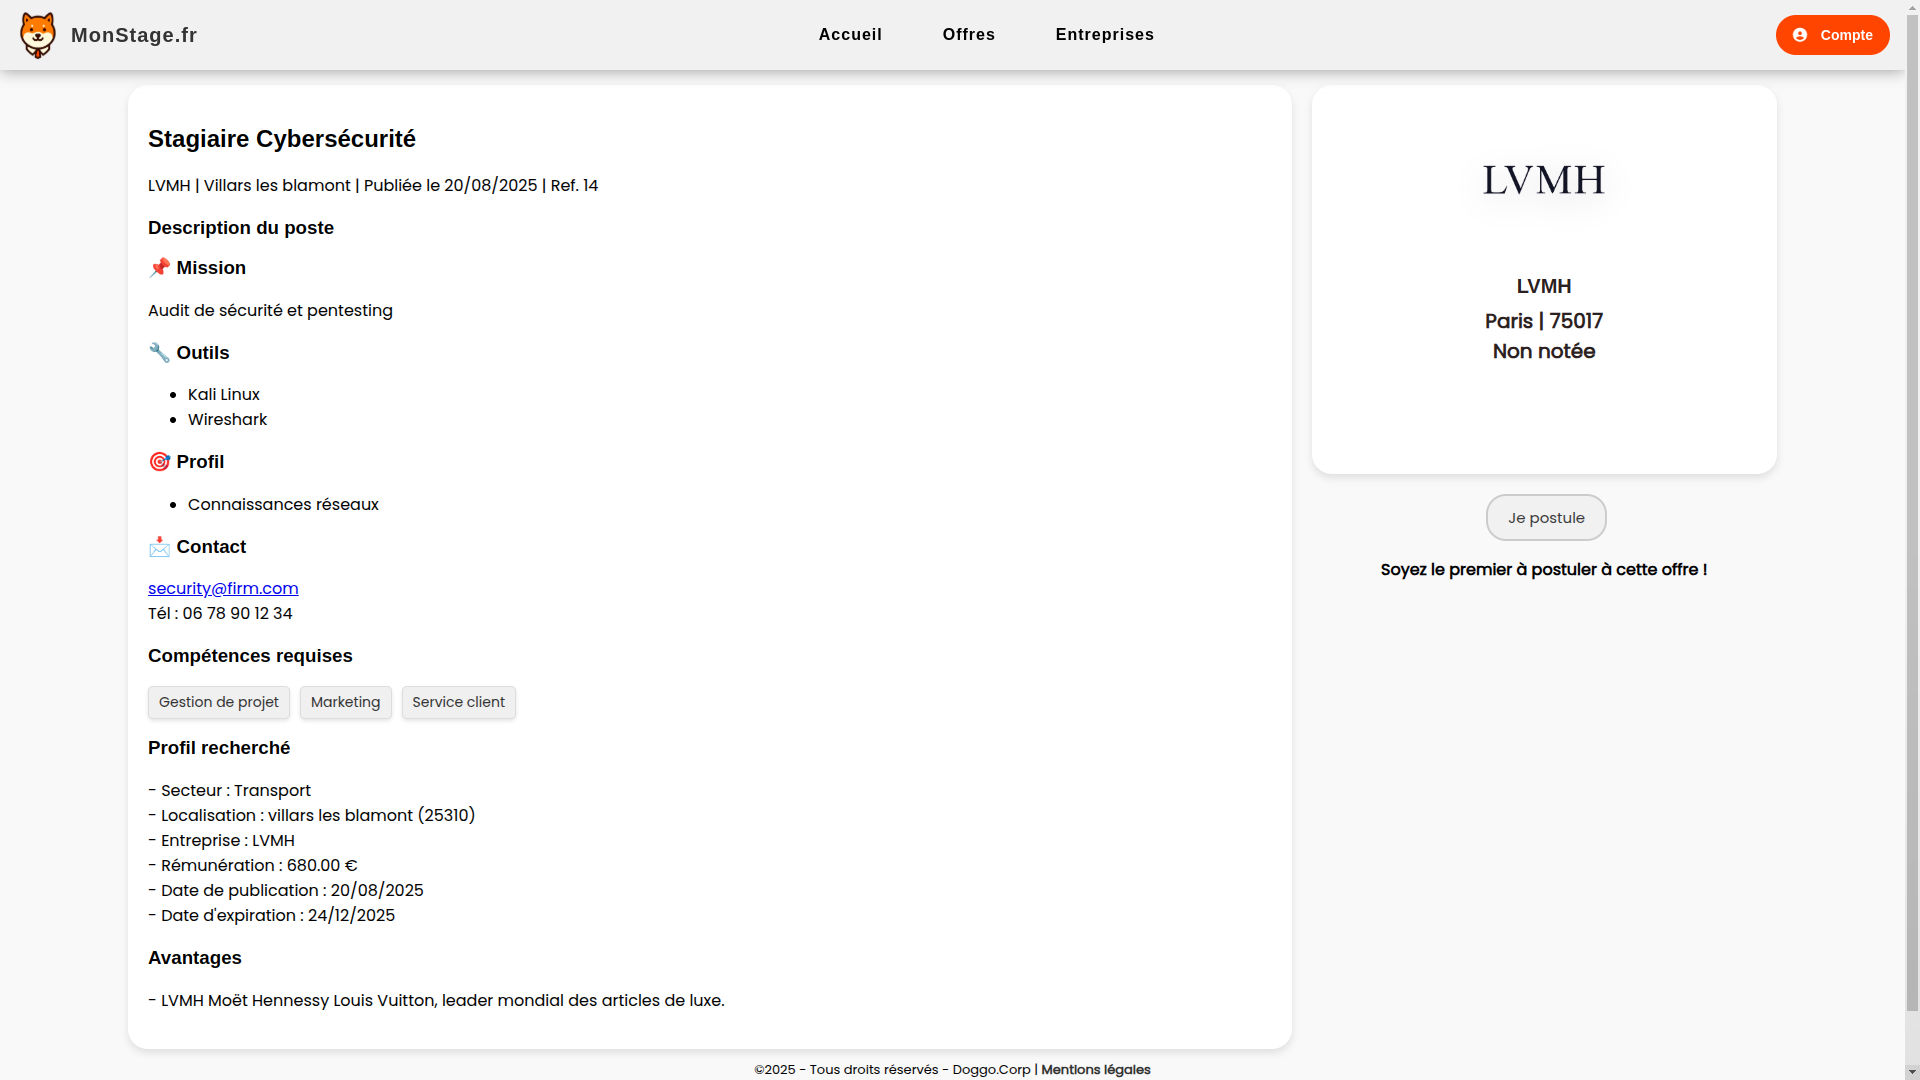 MonStage.fr
Accueil
Offres
Entreprises
Compte
Stagiaire Cybersécurité
LVMH | Villars les blamont | Publiée le 20/08/2025 | Ref. 14
Description du poste
📌 Mission
Audit de sécurité et pentesting
🔧 Outils
• Kali Linux
• Wireshark
🎯 Profil
• Connaissances réseaux
📩 Contact
security@firm.com
Tél : 06 78 90 12 34
Compétences requises
Gestion de projet
Marketing
Service client
Profil recherché
- Secteur : Transport
- Localisation : villars les blamont (25310)
- Entreprise : LVMH
- Rémunération : 680.00 €
- Date de publication : 20/08/2025
- Date d'expiration : 24/12/2025
Avantages
- LVMH Moët Hennessy Louis Vuitton, leader mondial des articles de luxe.
LVMH
LVMH
Paris | 75017
Non notée
Je postule
Soyez le premier à postuler à cette offre !
©2025 - Tous droits réservés - Doggo.Corp | Mentions légales